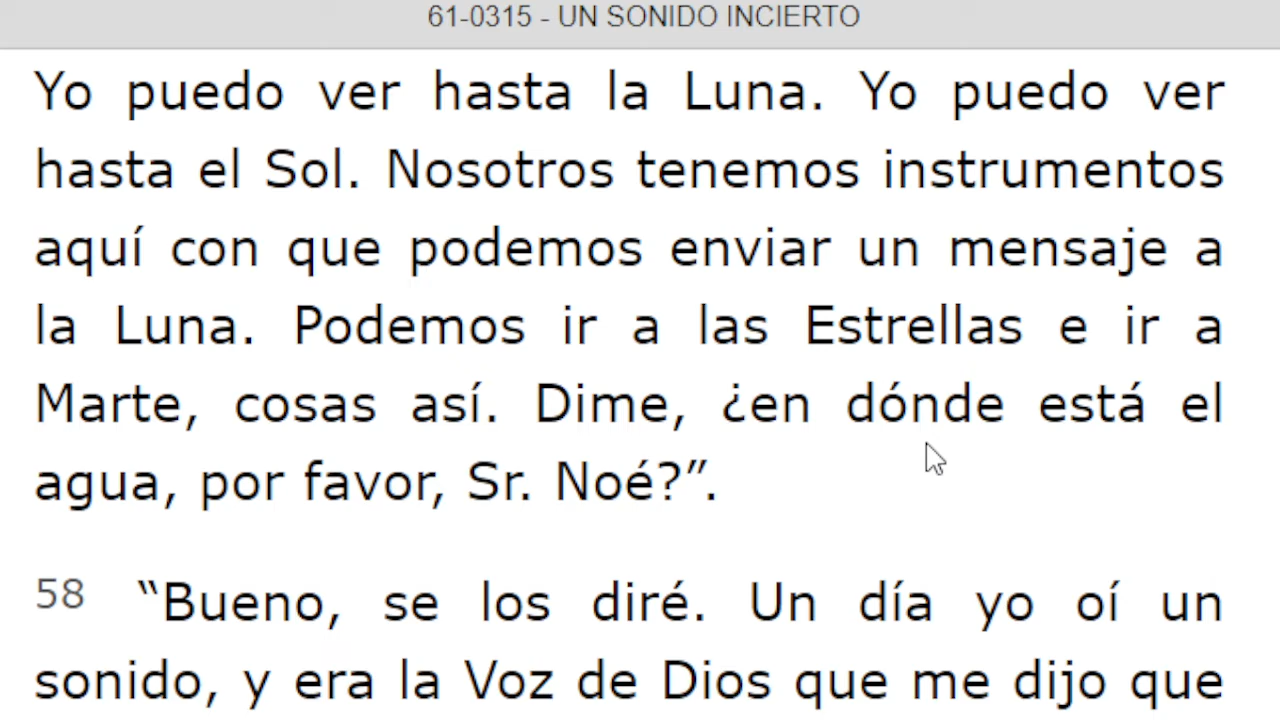 61-0315 - UN SONIDO INCIERTO
Yo puedo ver hasta la Luna. Yo puedo ver
hasta el Sol. Nosotros tenemos instrumentos
aquí con que podemos enviar un mensaje a
la Luna. Podemos ir a las Estrellas e ir a
Marte, cosas así. Dime, ¿en dónde está el
agua, por favor, Sr. Noé?”.
58 “Bueno, se los diré. Un día yo oí un
sonido, y era la Voz de Dios que me dijo que